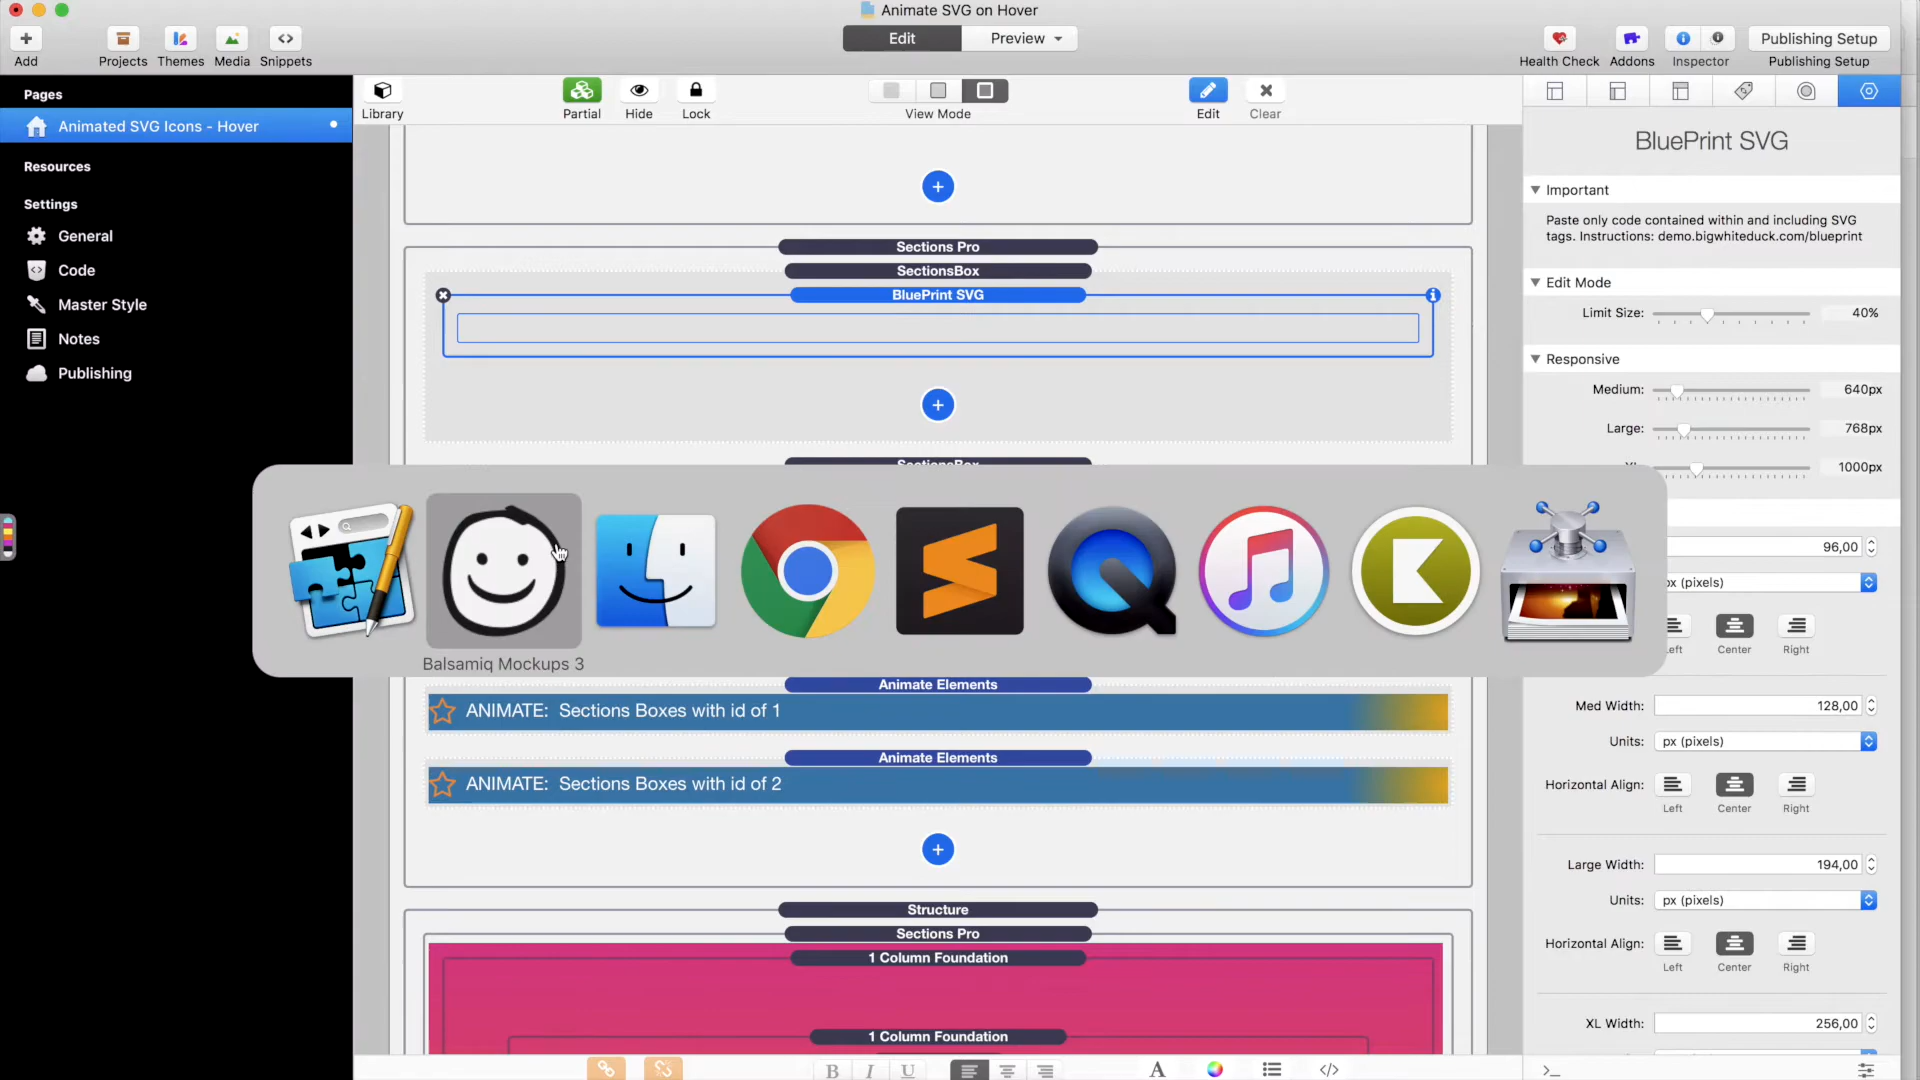 Animate SVG on Hover
Edit
Preview
Add
Projects
Themes
Media
Snippets
Health Check
Addons
Inspector
Publishing Setup
Publishing Setup
Pages
Animated SVG Icons - Hover
Resources
Settings
General
Code
Master Style
Notes
Publishing
Library
Partial
Hide
Lock
View Mode
Edit
Clear
Sections Pro
SectionsBox
BluePrint SVG
SectionsBox
Balsamiq Mockups 3
Animate Elements
ANIMATE: Sections Boxes with id of 1
Animate Elements
ANIMATE: Sections Boxes with id of 2
Structure
Sections Pro
1 Column Foundation
1 Column Foundation
B I U
A
BluePrint SVG
Important
Paste only code contained within and including SVG
tags. Instructions: demo.bigwhiteduck.com/blueprint
Edit Mode
Limit Size: 40%
Responsive
Medium: 640px
Large: 768px
1000px
96,00
px (pixels)
Center
Right
Med Width: 128,00
Units: px (pixels)
Horizontal Align:
Left
Center
Right
Large Width: 194,00
Units: px (pixels)
Horizontal Align:
Left
Center
Right
XL Width: 256,00